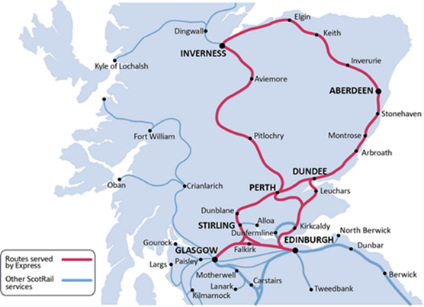 Elgin
Dingwall
Keith
INVERNESS
Inverurie
Kyle of Lochalsh
Aviemore
ABERDEEN
Stonehaven
Fort William
Pitlochry
Montrose
Arbroath
DUNDEE
Oban
Crianlarich
PERTH
Leuchars
Dunblane
Alloa
STIRLING
Kirkcaldy
Dunfermline
North Berwick
Gourock
GLASGOW
Falkirk
EDINBURGH
Dunbar
Routes served
by Express
Largs
Paisley
Motherwell
Carstairs
Berwick
Other ScotRail
services
Lanark
Tweedbank
Kilmarnock